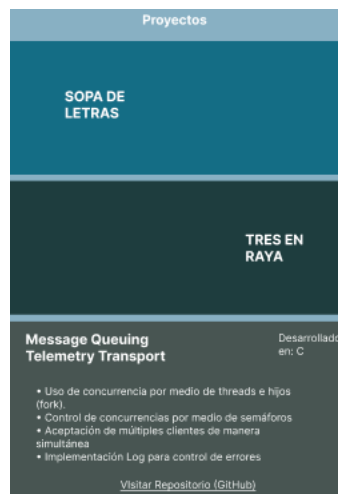 Proyectos
SOPA DE
LETRAS
TRES EN
RAYA
Message Queuing
Telemetry Transport
Desarrollado
en: C
• Uso de concurrencia por medio de threads e hijos
(fork).
• Control de concurrencias por medio de semáforos
• Aceptación de múltiples clientes de manera
simultánea
• Implementación Log para control de errores
VIsitar Repositorio (GitHub)